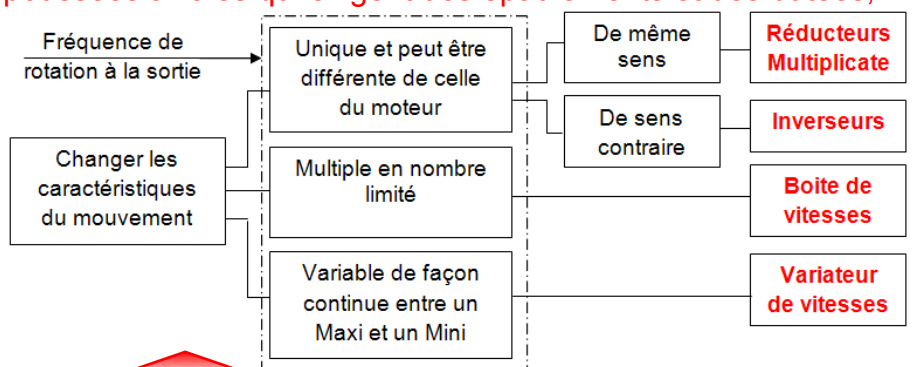 Fréquence de
rotation à la sortie
Unique et peut être
différente de celle
du moteur
De même
sens
Réducteurs
Multiplicate
De sens
contraire
Inverseurs
Changer les
caractéristiques
du mouvement
Multiple en nombre
limité
Boite de
vitesses
Variable de façon
continue entre un
Maxi et un Mini
Variateur
de vitesses